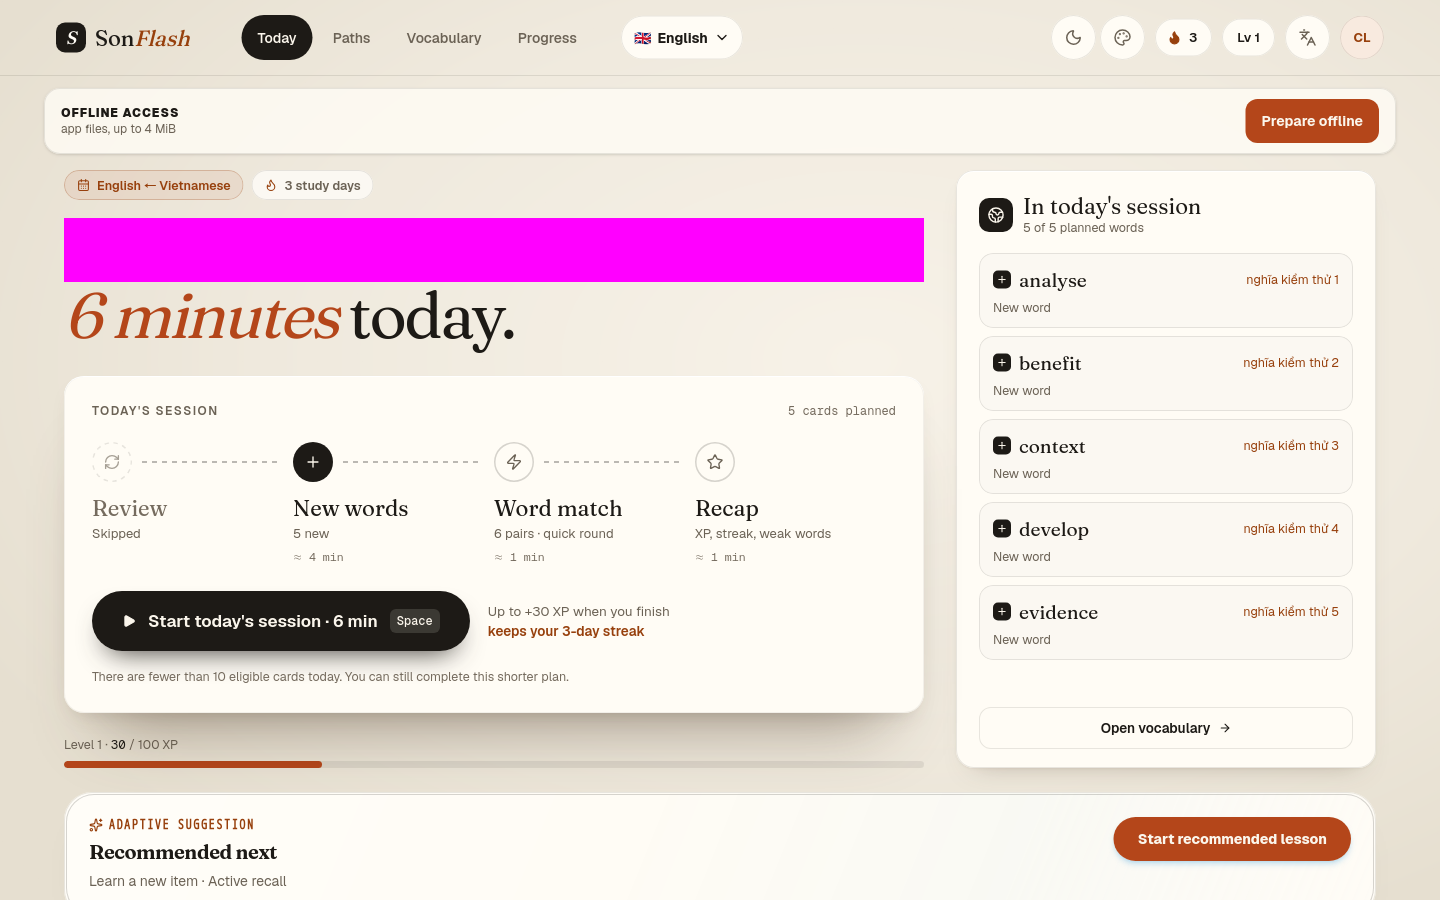 S SonFlash
Today
Paths
Vocabulary
Progress
English
3
Lv 1
CL
OFFLINE ACCESS
app files, up to 4 MiB
Prepare offline
English ← Vietnamese
3 study days
6 minutes today.
TODAY'S SESSION
5 cards planned
Review
Skipped
New words
5 new
≈ 4 min
Word match
6 pairs · quick round
≈ 1 min
Recap
XP, streak, weak words
≈ 1 min
Start today's session · 6 min
Space
Up to +30 XP when you finish
keeps your 3-day streak
There are fewer than 10 eligible cards today. You can still complete this shorter plan.
Level 1 · 30 / 100 XP
In today's session
5 of 5 planned words
analyse
nghĩa kiểm thử 1
New word
benefit
nghĩa kiểm thử 2
New word
context
nghĩa kiểm thử 3
New word
develop
nghĩa kiểm thử 4
New word
evidence
nghĩa kiểm thử 5
New word
Open vocabulary →
ADAPTIVE SUGGESTION
Recommended next
Learn a new item · Active recall
Start recommended lesson